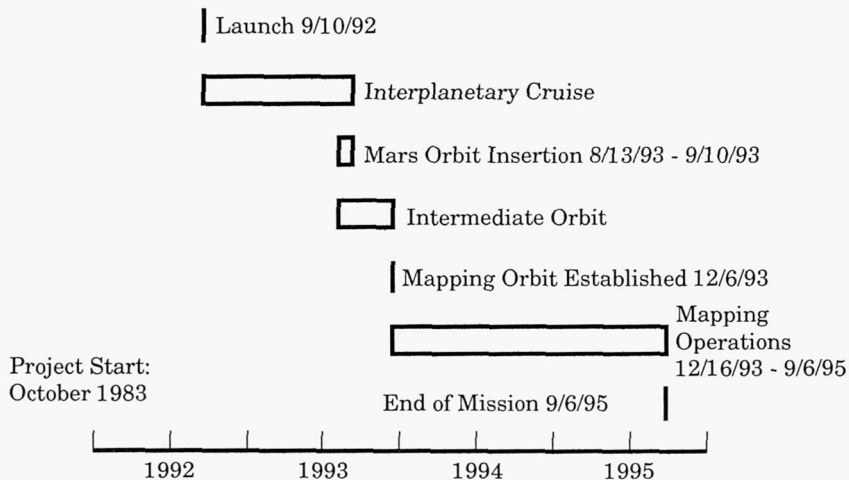 Launch 9/10/92
Interplanetary Cruise
Mars Orbit Insertion 8/13/93 - 9/10/93
Intermediate Orbit
Mapping Orbit Established 12/6/93
Mapping
Operations
12/16/93 - 9/6/95
Project Start:
October 1983
End of Mission 9/6/95
1992 1993 1994 1995